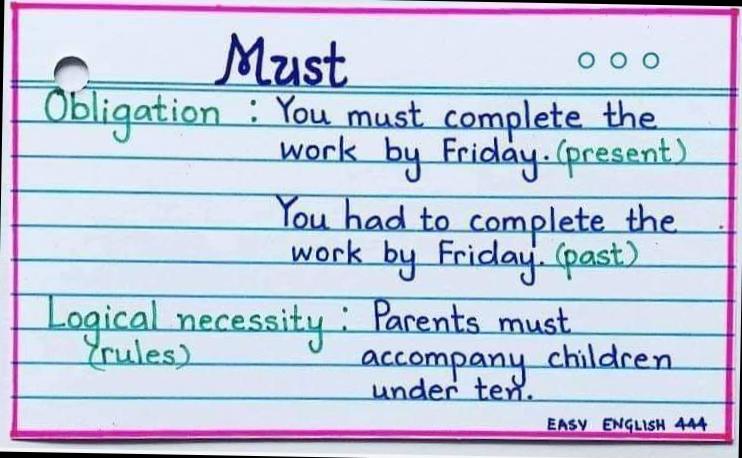 Must
Obligation : You must complete the
work by Friday. (present)
You had to complete the
work by Friday. (past)
Logical necessity : Parents must
(rules) accompany children
under ten.
EASY ENGLISH 444